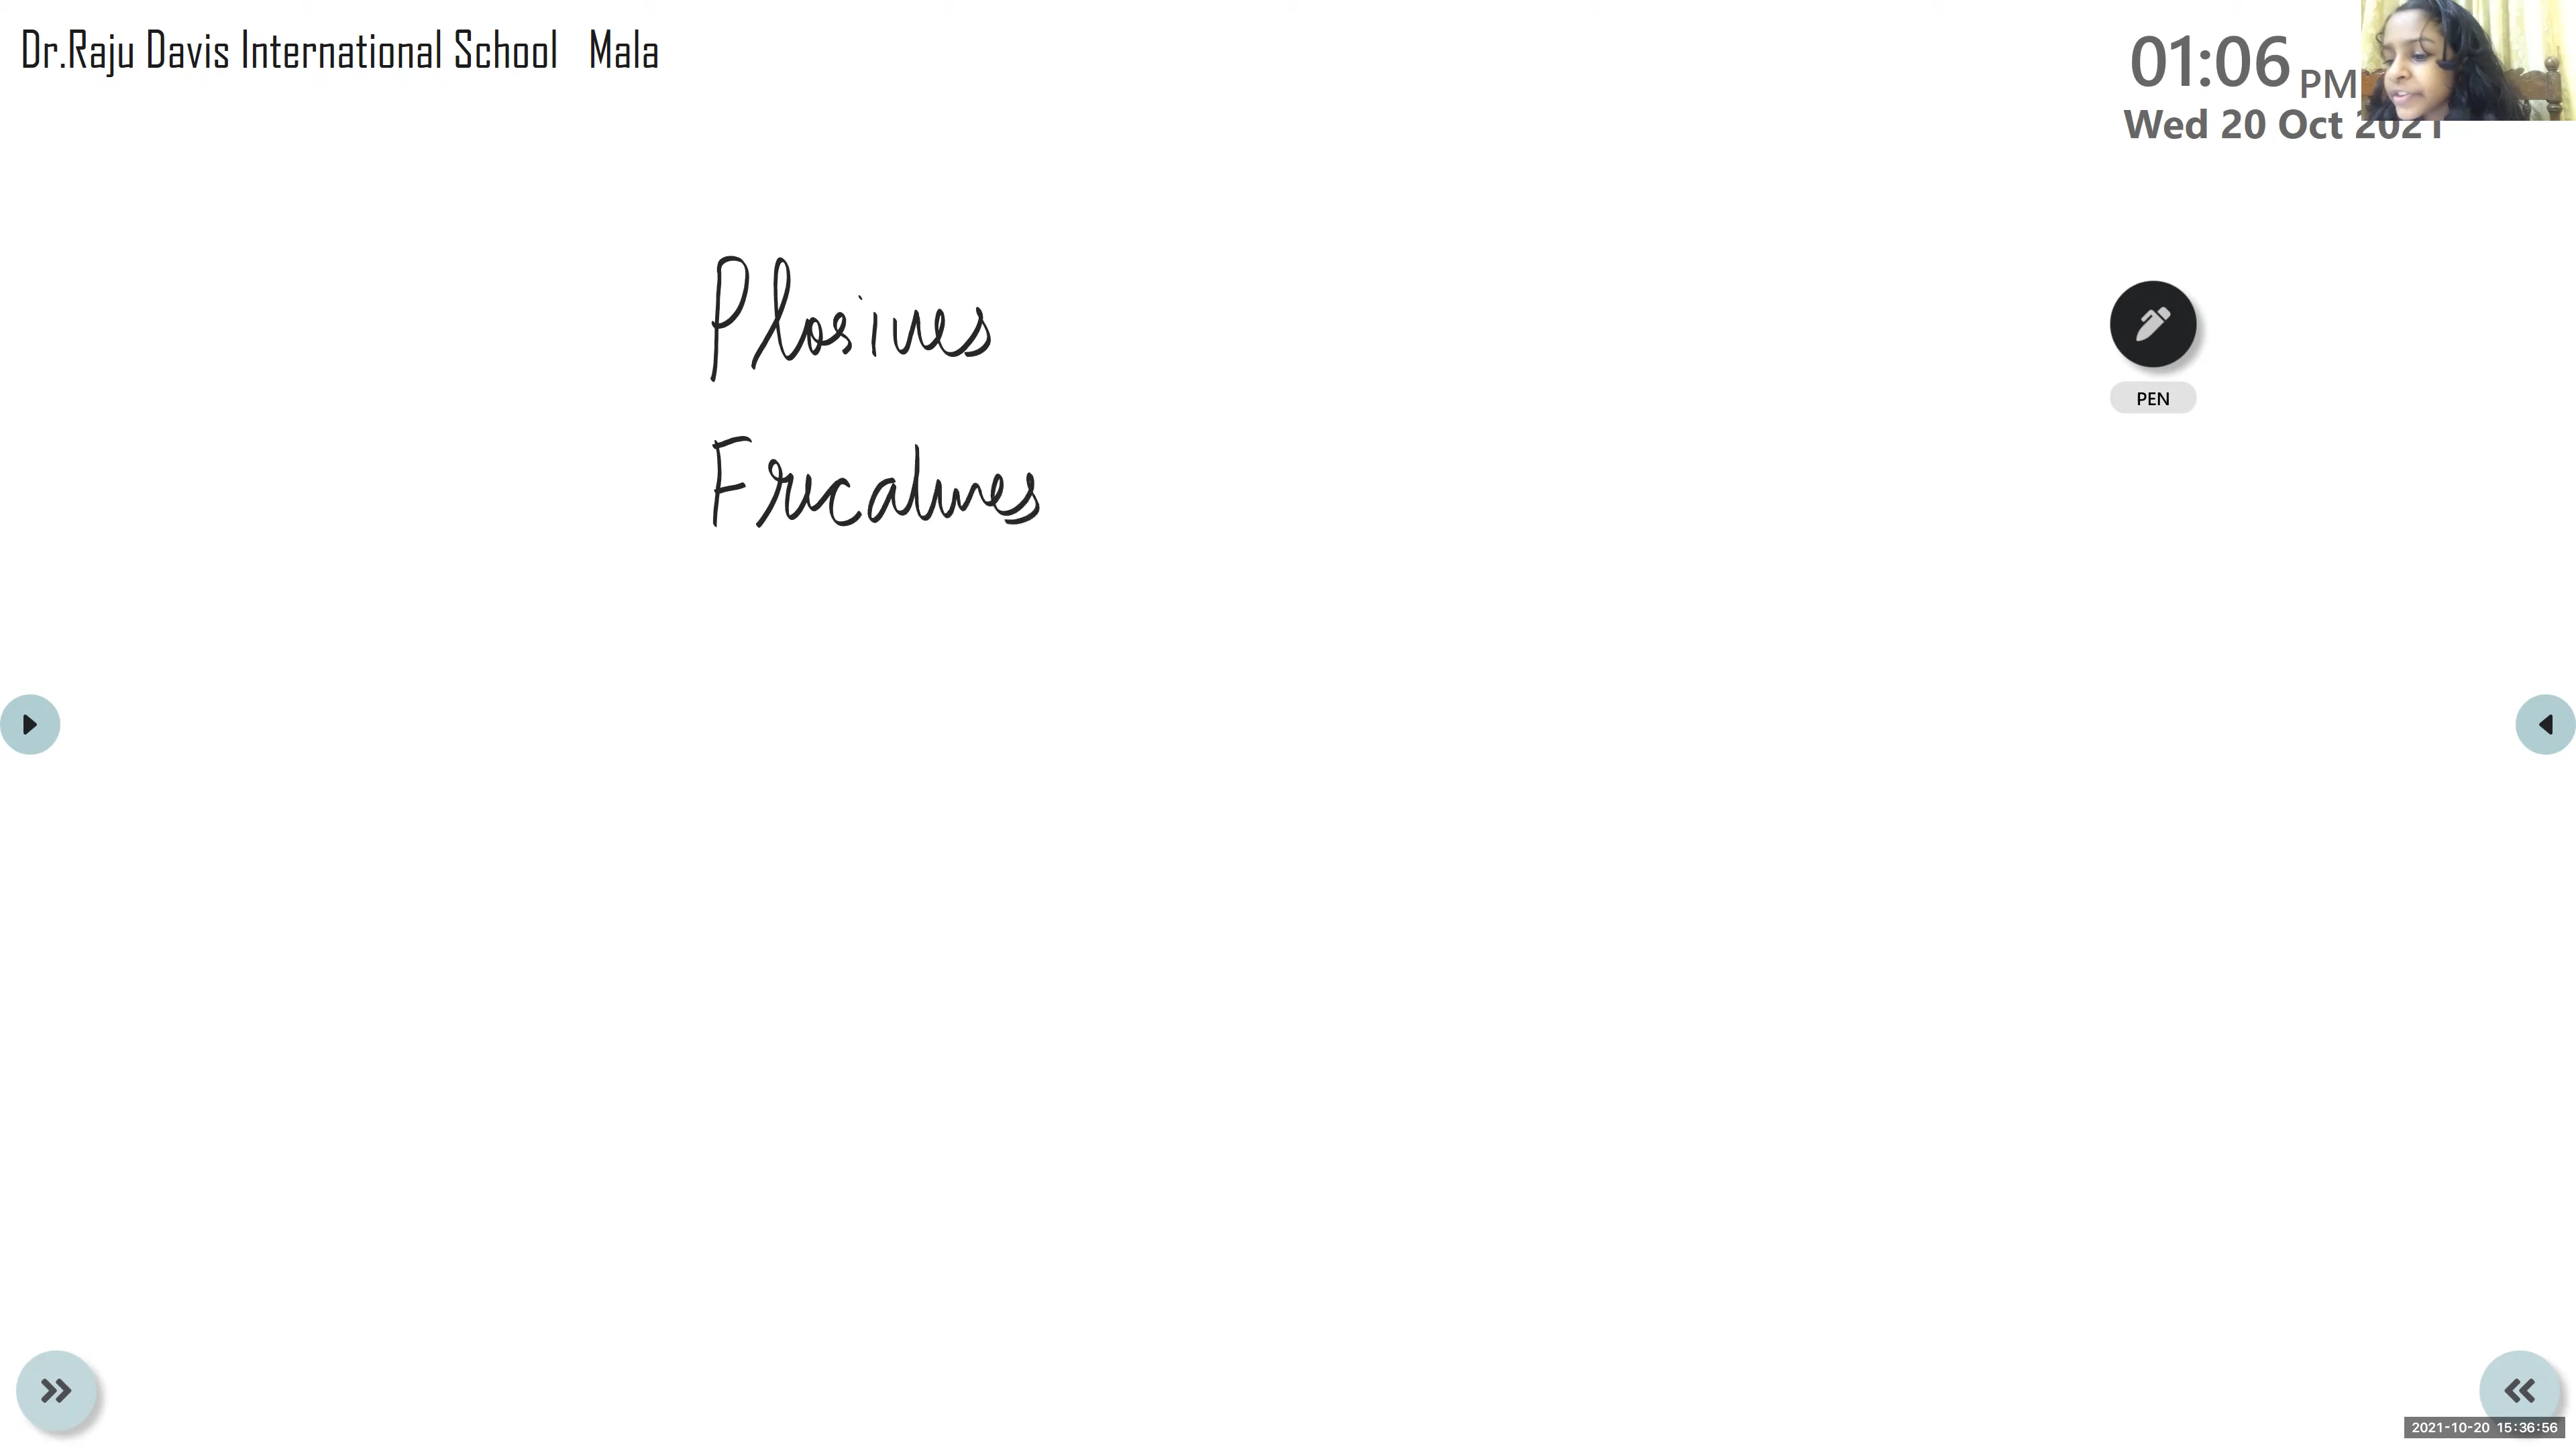 Dr.Raju Davis International School Mala
01:06 PM
Wed 20 Oct 2021
Plosives
PEN
Fricatives
2021-10-20 15:36:56